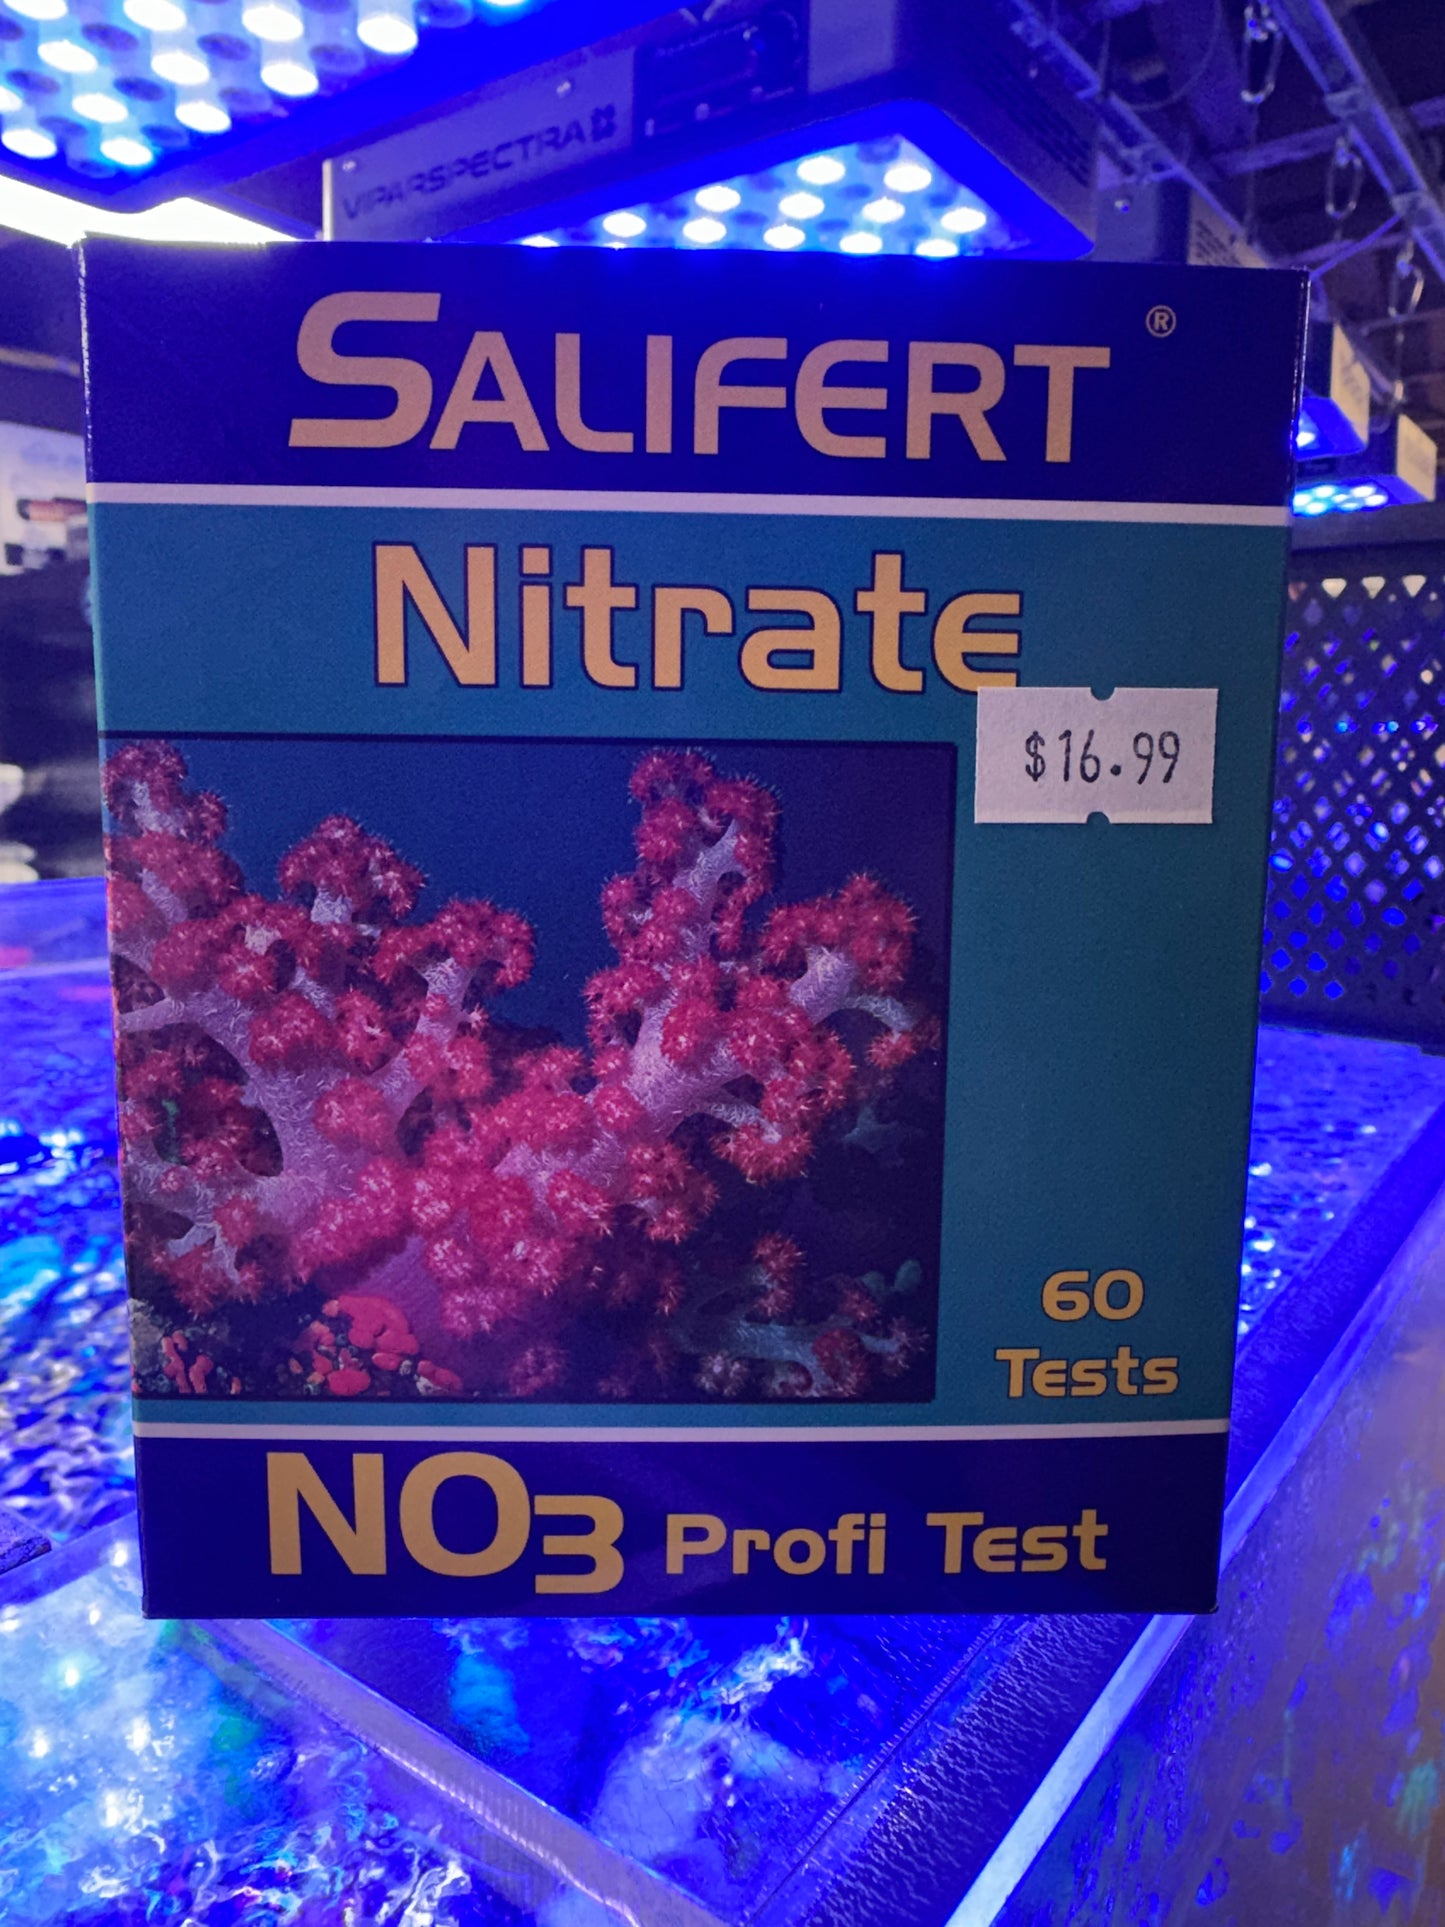 VIPARSPECTRA
SALIFERT ®
Nitrate
$16.99
60
Tests
NO3 Profi Test